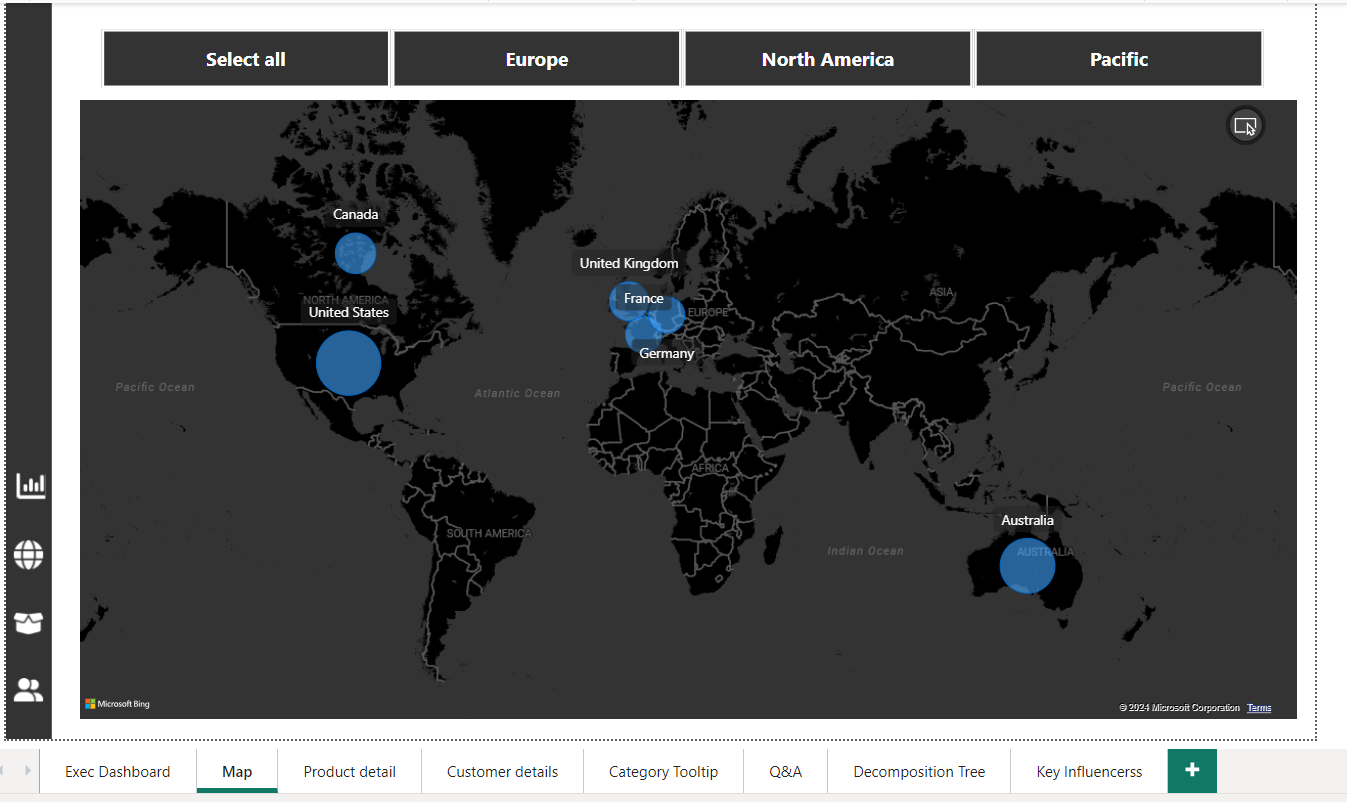 Select all
Europe
North America
Pacific
Canada
NORTH AMERICA
United States
United Kingdom
France
EUROPE
Germany
ASIA
Pacific Ocean
Atlantic Ocean
Pacific Ocean
AFRICA
SOUTH AMERICA
Indian Ocean
Australia
AUSTRALIA
Microsoft Bing
© 2024 Microsoft Corporation Terms
Exec Dashboard
Map
Product detail
Customer details
Category Tooltip
Q&A
Decomposition Tree
Key Influencerss
+